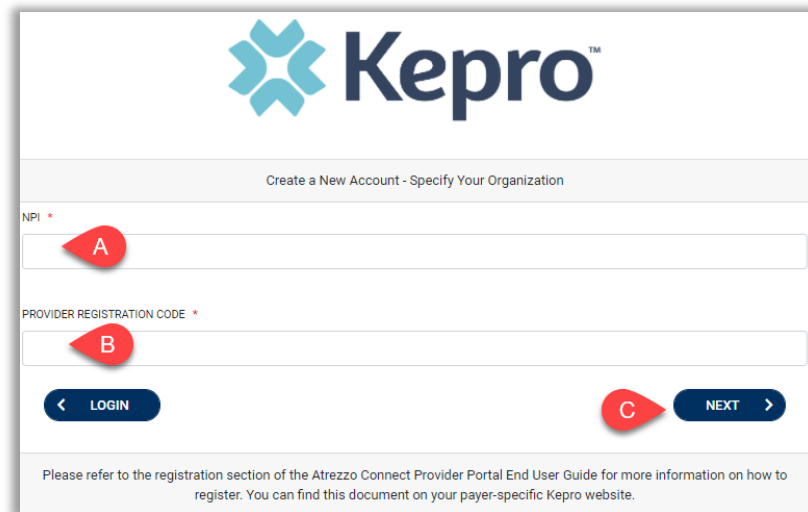 Kepro™
Create a New Account - Specify Your Organization
NPI *
A
PROVIDER REGISTRATION CODE *
B
LOGIN
C
NEXT
Please refer to the registration section of the Atrezzo Connect Provider Portal End User Guide for more information on how to
register. You can find this document on your payer-specific Kepro website.